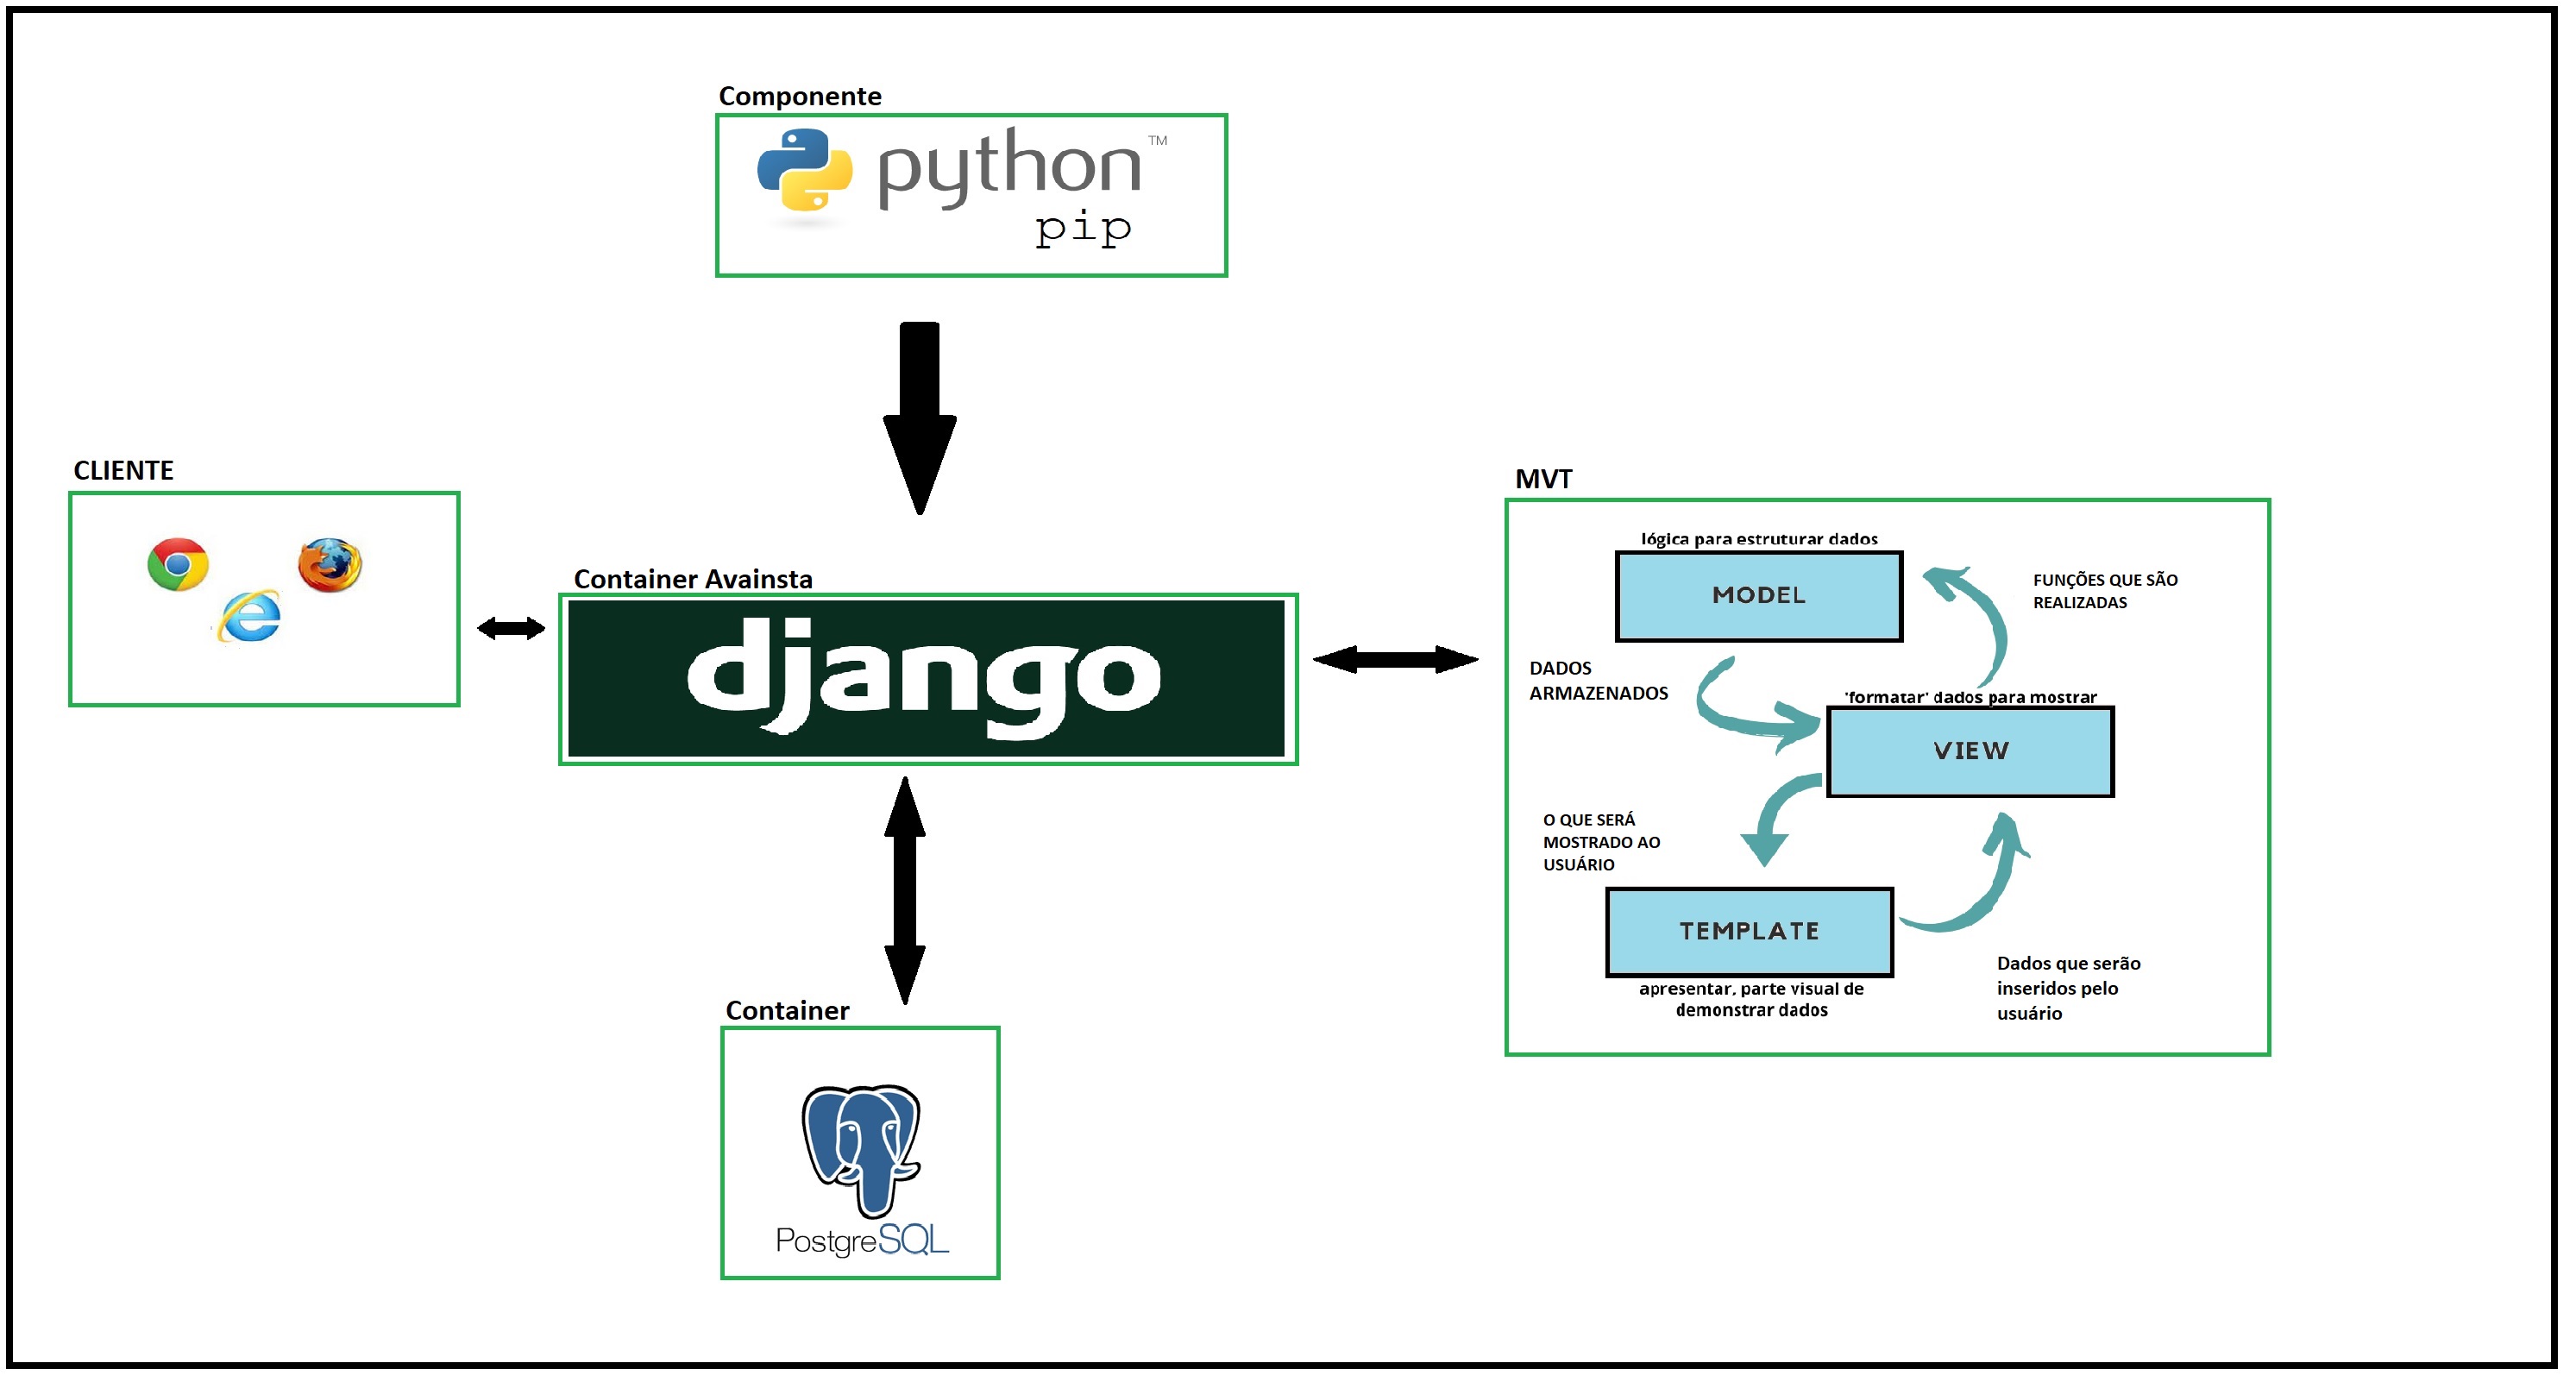 Componente
python™
pip
CLIENTE
Container Avainsta
django
Container
PostgreSQL
MVT
lógica para estruturar dados
MODEL
FUNÇÕES QUE SÃO
REALIZADAS
DADOS
ARMAZENADOS
'formatar' dados para mostrar
VIEW
O QUE SERÁ
MOSTRADO AO
USUÁRIO
TEMPLATE
apresentar, parte visual de
demonstrar dados
Dados que serão
inseridos pelo
usuário